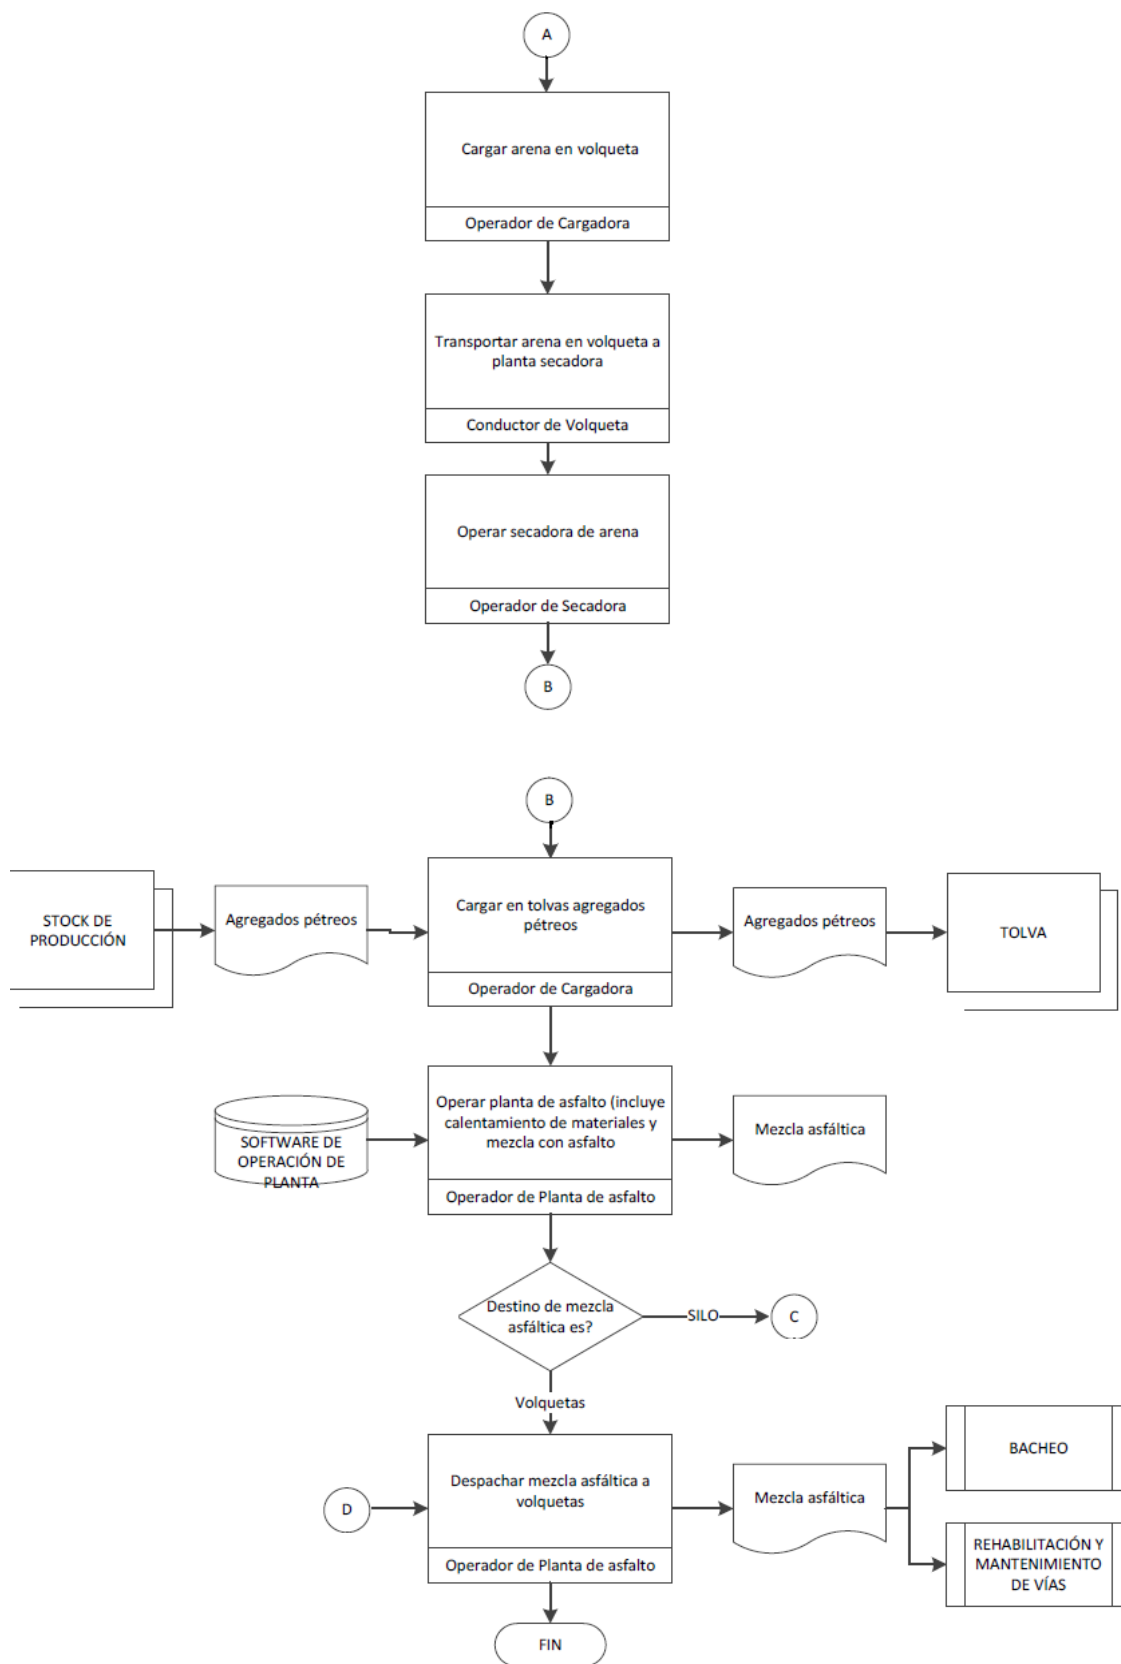 A
Cargar arena en volqueta
Operador de Cargadora
Transportar arena en volqueta a
planta secadora
Conductor de Volqueta
Operar secadora de arena
Operador de Secadora
B
B
STOCK DE
PRODUCCIÓN
Agregados pétreos
Cargar en tolvas agregados
pétreos
Operador de Cargadora
Agregados pétreos
TOLVA
SOFTWARE DE
OPERACIÓN DE
PLANTA
Operar planta de asfalto (incluye
calentamiento de materiales y
mezcla con asfalto
Operador de Planta de asfalto
Mezcla asfáltica
Destino de mezcla
asfáltica es?
SILO
C
Volquetas
D
Despachar mezcla asfáltica a
volquetas
Operador de Planta de asfalto
Mezcla asfáltica
BACHEO
REHABILITACIÓN Y
MANTENIMIENTO
DE VÍAS
FIN